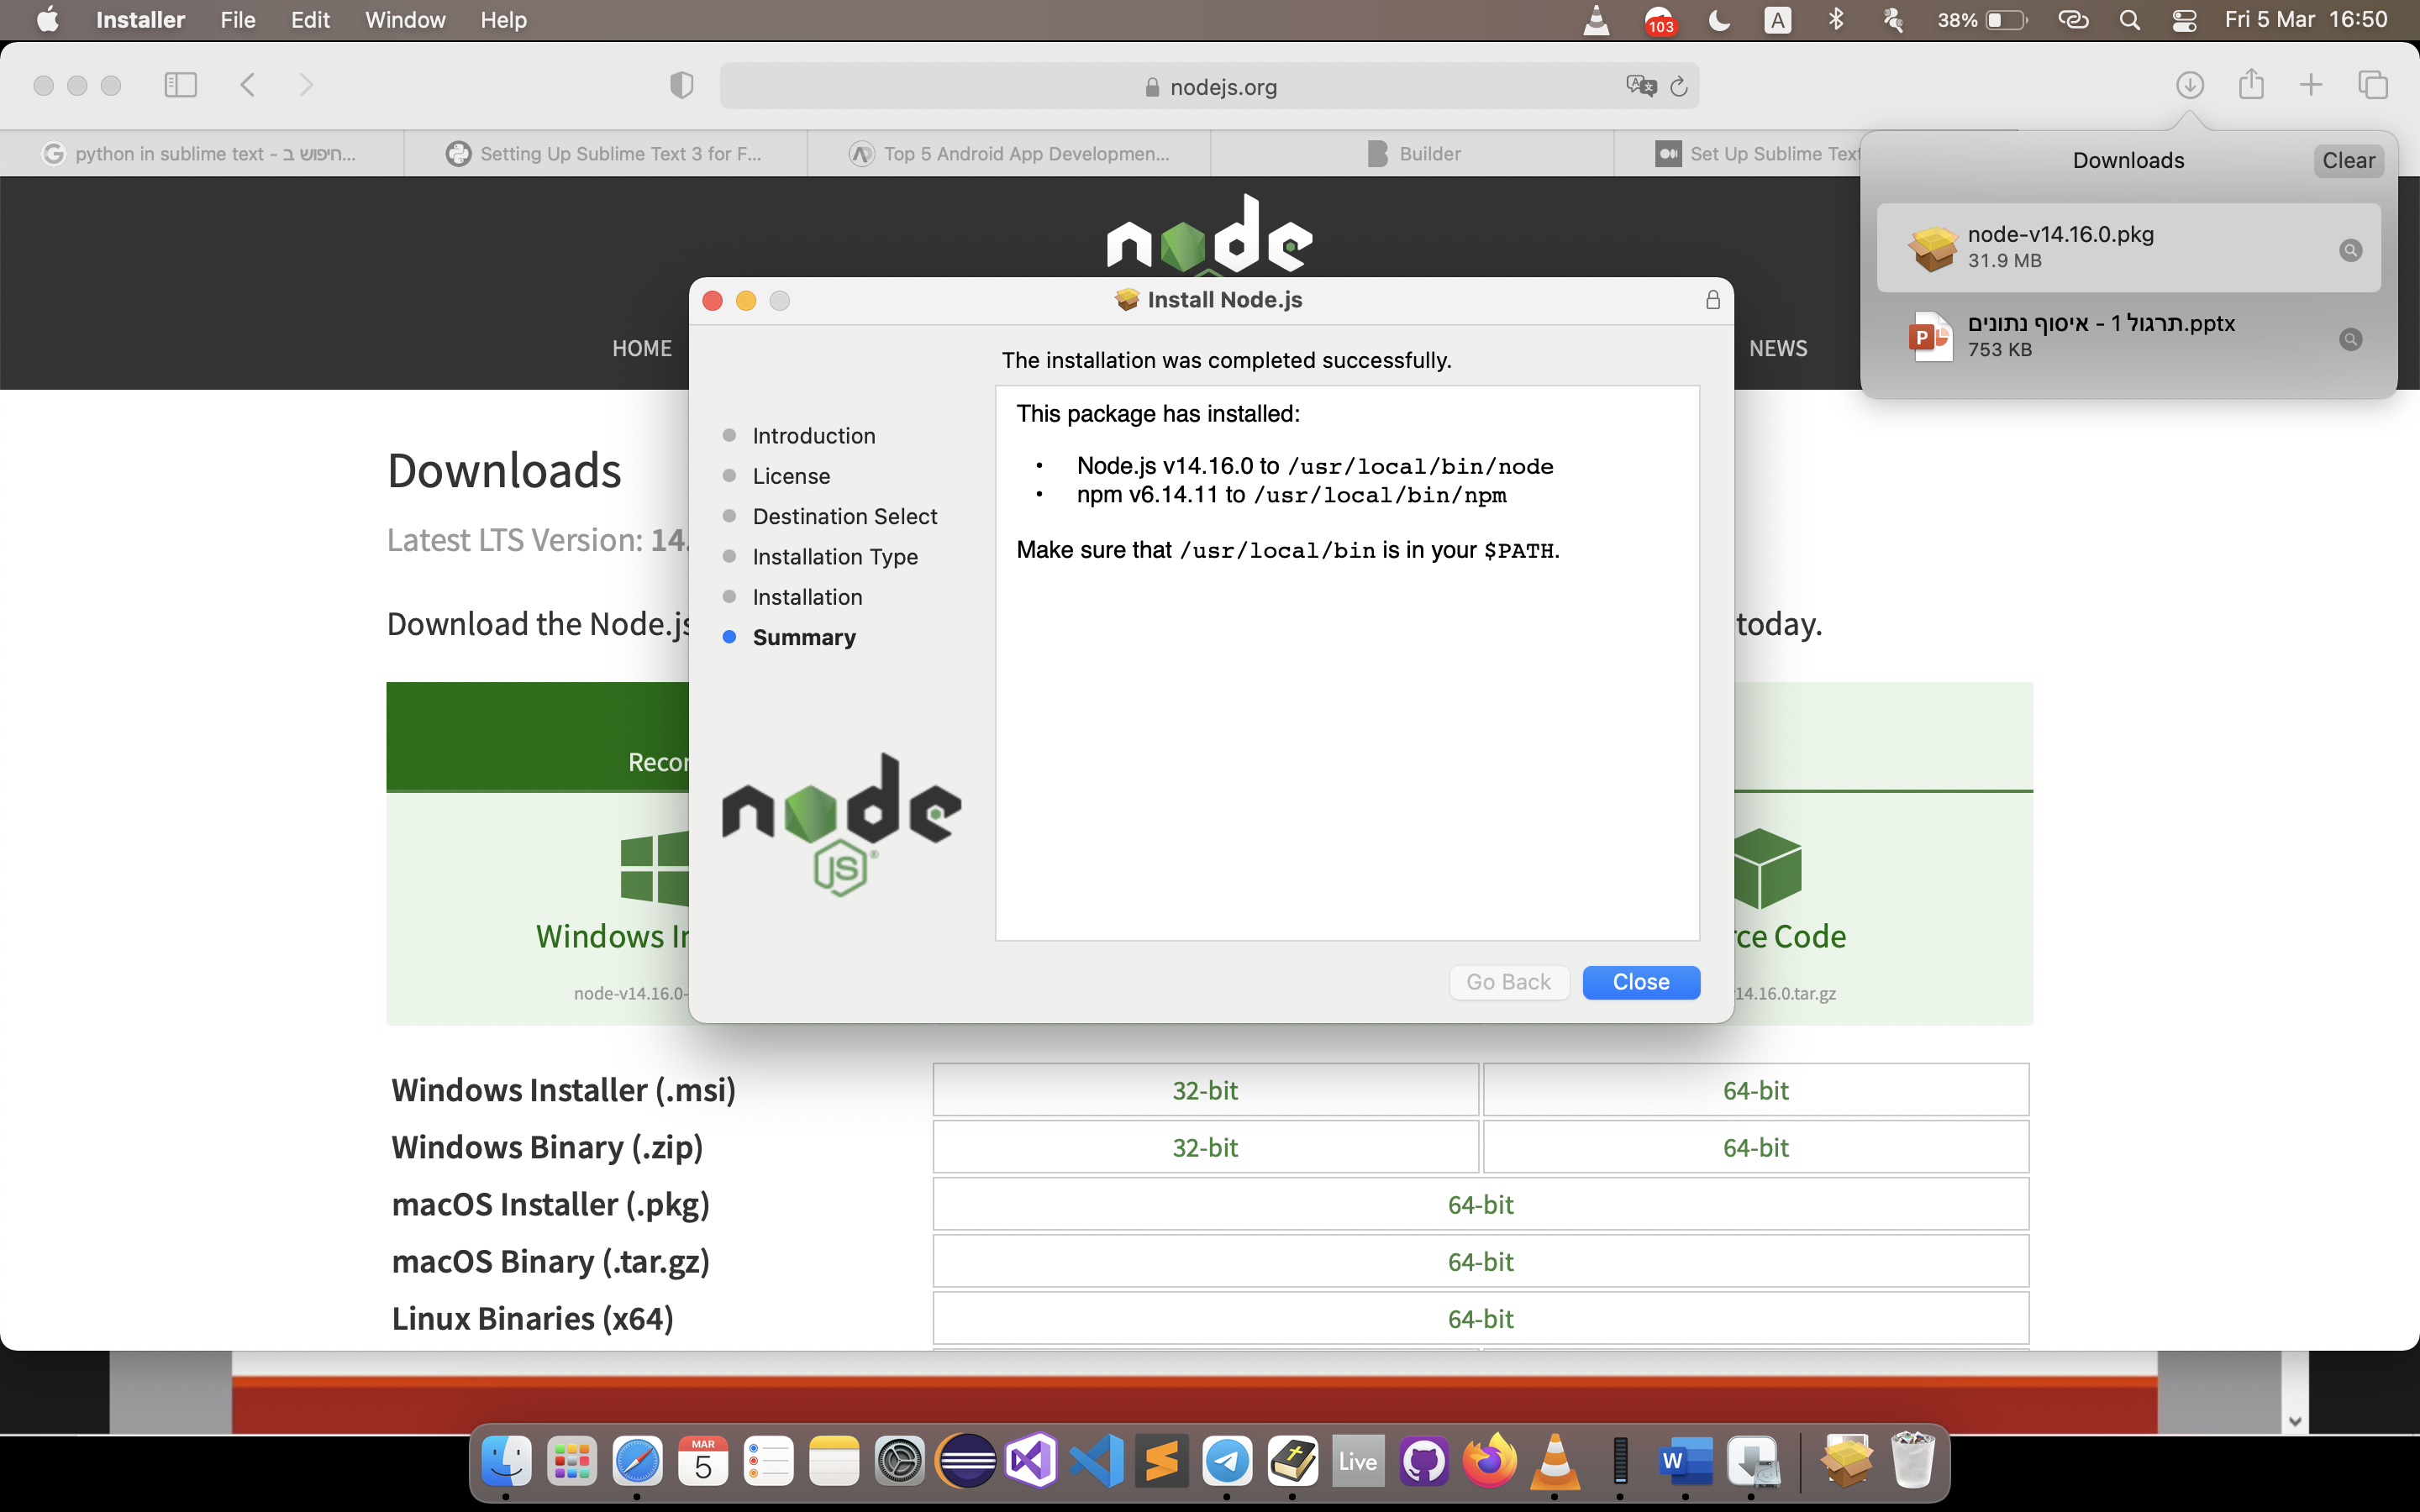 Installer File Edit Window Help 103 A 38% Fri 5 Mar 16:50
nodejs.org
python in sublime text - חיפוש ב...
Setting Up Sublime Text 3 for F...
Top 5 Android App Developmen...
Builder
Set Up Sublime Text
Downloads Clear
node-v14.16.0.pkg
31.9 MB
תרגול 1 - איסוף נתונים.pptx
753 KB
node
HOME
NEWS
Install Node.js
The installation was completed successfully.
Introduction
License
Destination Select
Installation Type
Installation
Summary
This package has installed:
• Node.js v14.16.0 to /usr/local/bin/node
• npm v6.14.11 to /usr/local/bin/npm
Make sure that /usr/local/bin is in your $PATH.
node
JS®
Go Back Close
Downloads
Latest LTS Version: 14.
Download the Node.js
today.
Recor
Windows In
node-v14.16.0-
rce Code
14.16.0.tar.gz
Windows Installer (.msi) 32-bit 64-bit
Windows Binary (.zip) 32-bit 64-bit
macOS Installer (.pkg) 64-bit
macOS Binary (.tar.gz) 64-bit
Linux Binaries (x64) 64-bit
MAR
5
Live
W